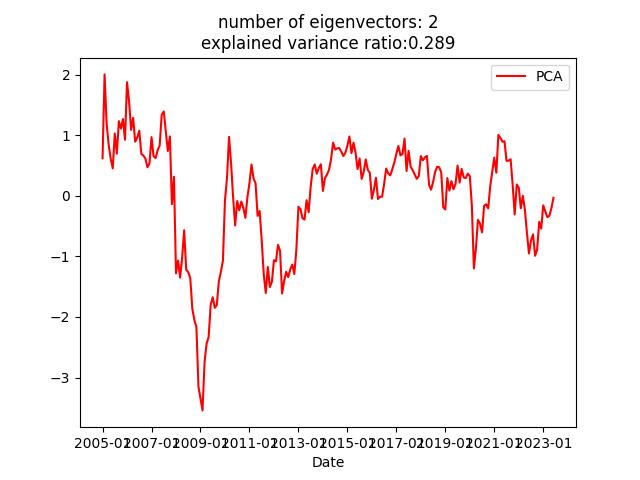 number of eigenvectors: 2
explained variance ratio:0.289
PCA
2
1
0
−1
−2
−3
2005-01 2007-01 2009-01 2011-01 2013-01 2015-01 2017-01 2019-01 2021-01 2023-01
Date